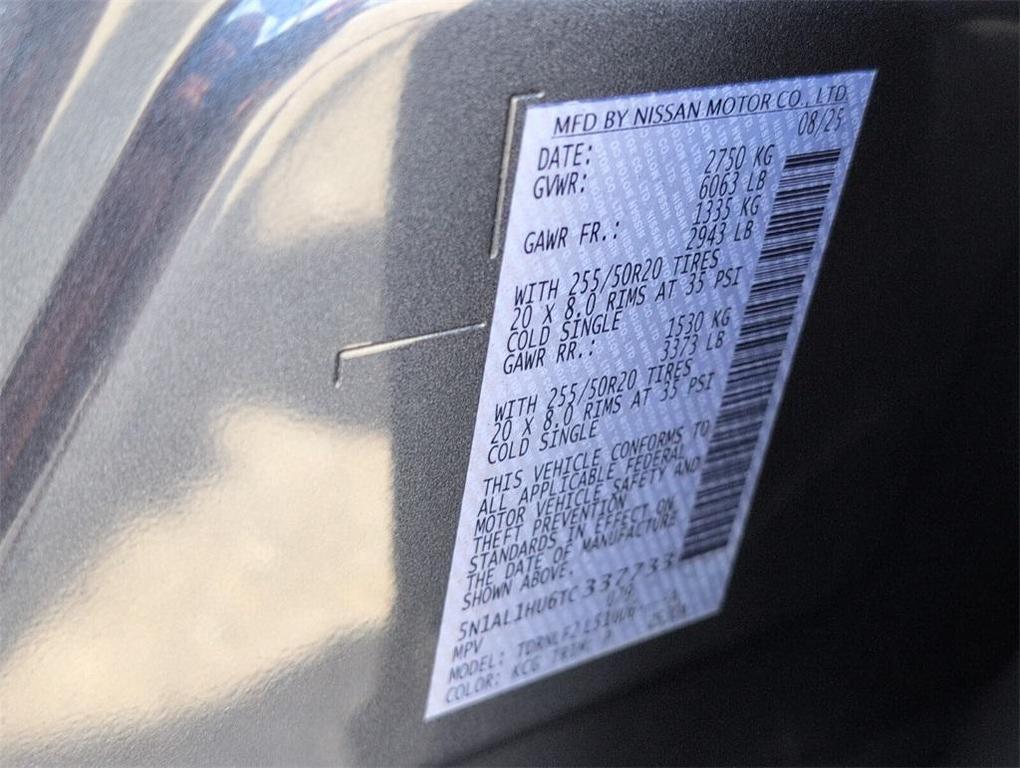 MFD BY NISSAN MOTOR CO., LTD
DATE: 08/25
GVWR: 2750 KG
6063 LB
GAWR FR.: 1335 KG
2943 LB
WITH 255/50R20 TIRES
20 X 8.0 RIMS AT 35 PSI
COLD SINGLE
GAWR RR.: 1530 KG
3373 LB
WITH 255/50R20 TIRES
20 X 8.0 RIMS AT 35 PSI
COLD SINGLE
THIS VEHICLE CONFORMS TO
ALL APPLICABLE FEDERAL
MOTOR VEHICLE SAFETY AND
THEFT PREVENTION
STANDARDS IN EFFECT ON
THE DATE OF MANUFACTURE
SHOWN ABOVE.
5N1AL1HU6TC337733
MPV
MODEL:
COLOR: KCG TRIM: